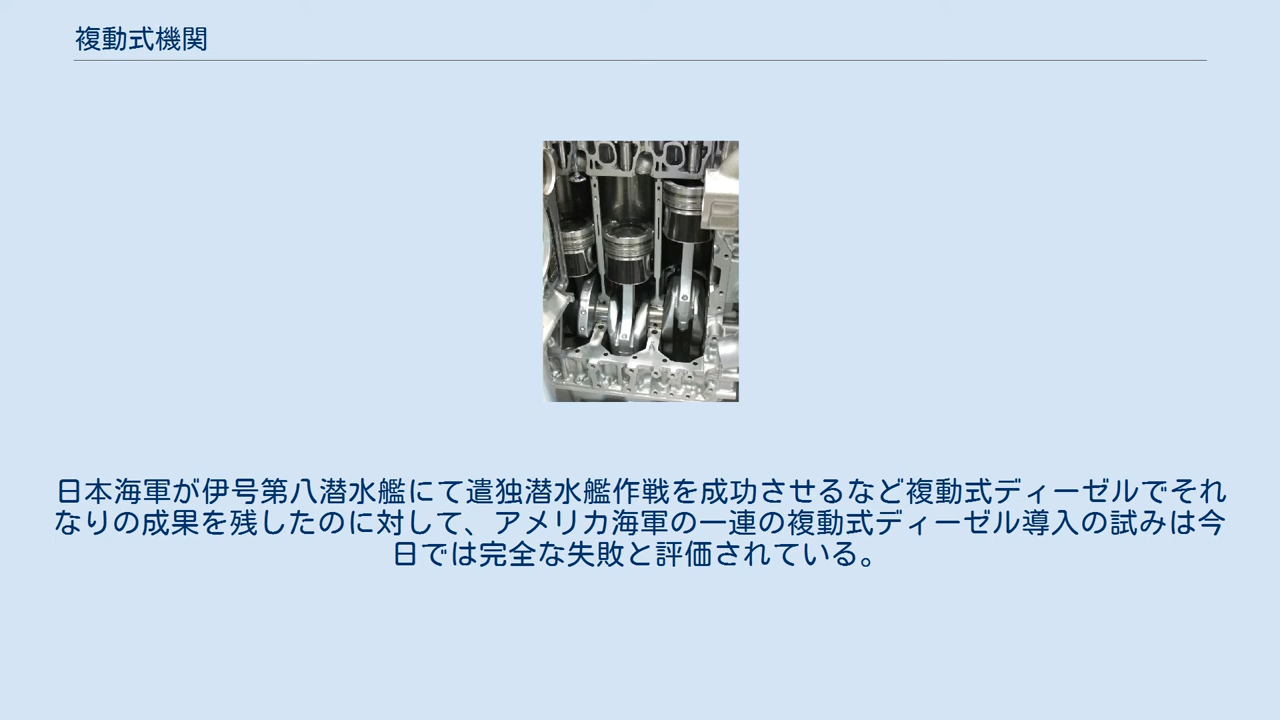 複動式機関
日本海軍が伊号第八潜水艦にて遣独潜水艦作戦を成功させるなど複動式ディーゼルでそれ
なりの成果を残したのに対して、アメリカ海軍の一連の複動式ディーゼル導入の試みは今
日では完全な失敗と評価されている。